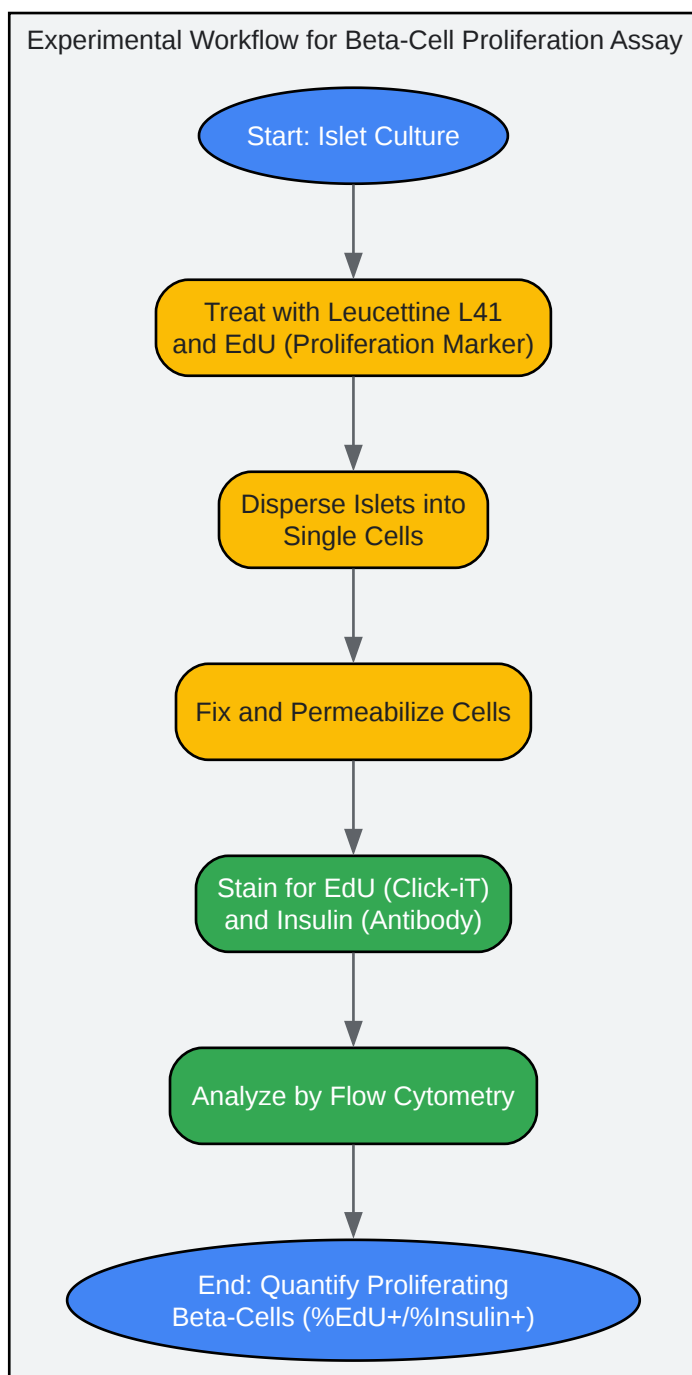 Experimental Workflow for Beta-Cell Proliferation Assay
Start: Islet Culture
Treat with Leucettine L41
and EdU (Proliferation Marker)
Disperse Islets into
Single Cells
Fix and Permeabilize Cells
Stain for EdU (Click-iT)
and Insulin (Antibody)
Analyze by Flow Cytometry
End: Quantify Proliferating
Beta-Cells (%EdU+/%Insulin+)